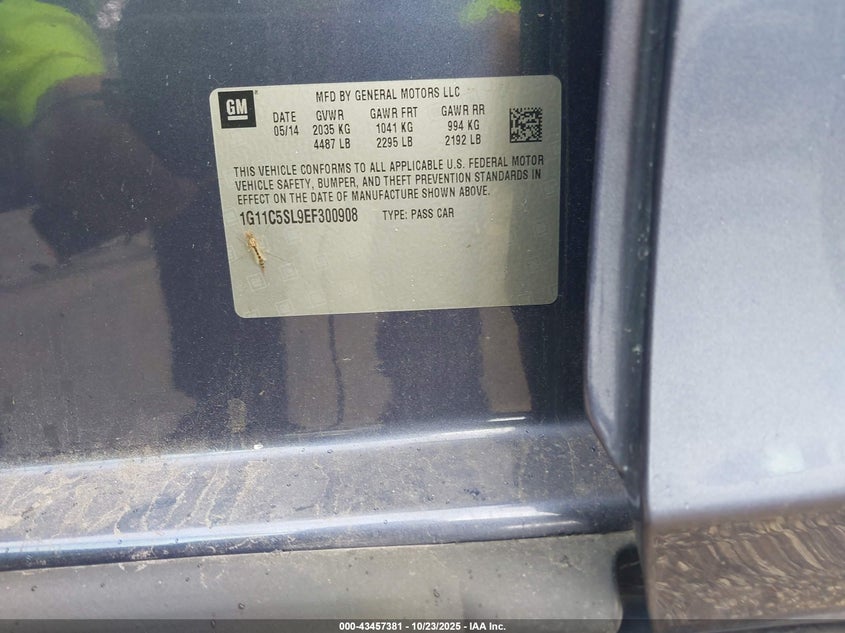 GM
MFD BY GENERAL MOTORS LLC
DATE GVWR GAWR FRT GAWR RR
05/14 2035 KG 1041 KG 994 KG
4487 LB 2295 LB 2192 LB
THIS VEHICLE CONFORMS TO ALL APPLICABLE U.S. FEDERAL MOTOR
VEHICLE SAFETY, BUMPER, AND THEFT PREVENTION STANDARDS IN
EFFECT ON THE DATE OF MANUFACTURE SHOWN ABOVE.
1G11C5SL9EF300908 TYPE: PASS CAR
000-43457381 | 10/23/2025 - IAA Inc.